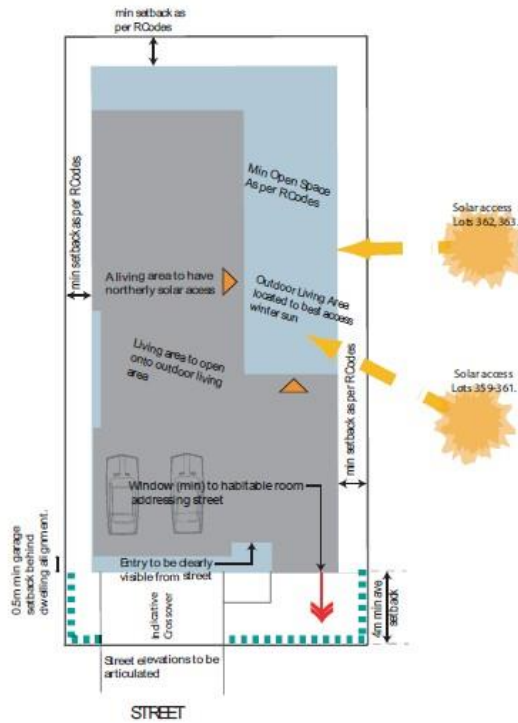 min setback as
per RCodes
min setback as per RCodes
Min Open Space
As per RCodes
Solar access
Lots 362,363.
A living area to have
northerly solar acess
Outdoor Living Area
located to best access
winter sun
Living area to open
onto outdoor living
area
min setback as per RCodes
Solar access
Lots 359-361.
Window (min) to habitable room
addressing street
0.5m min garage
setback behind
dwelling alignment.
Entry to be clearly
visible from street
4m min ave
setback
Indicative
Crossover
Street elevations to be
articulated
STREET